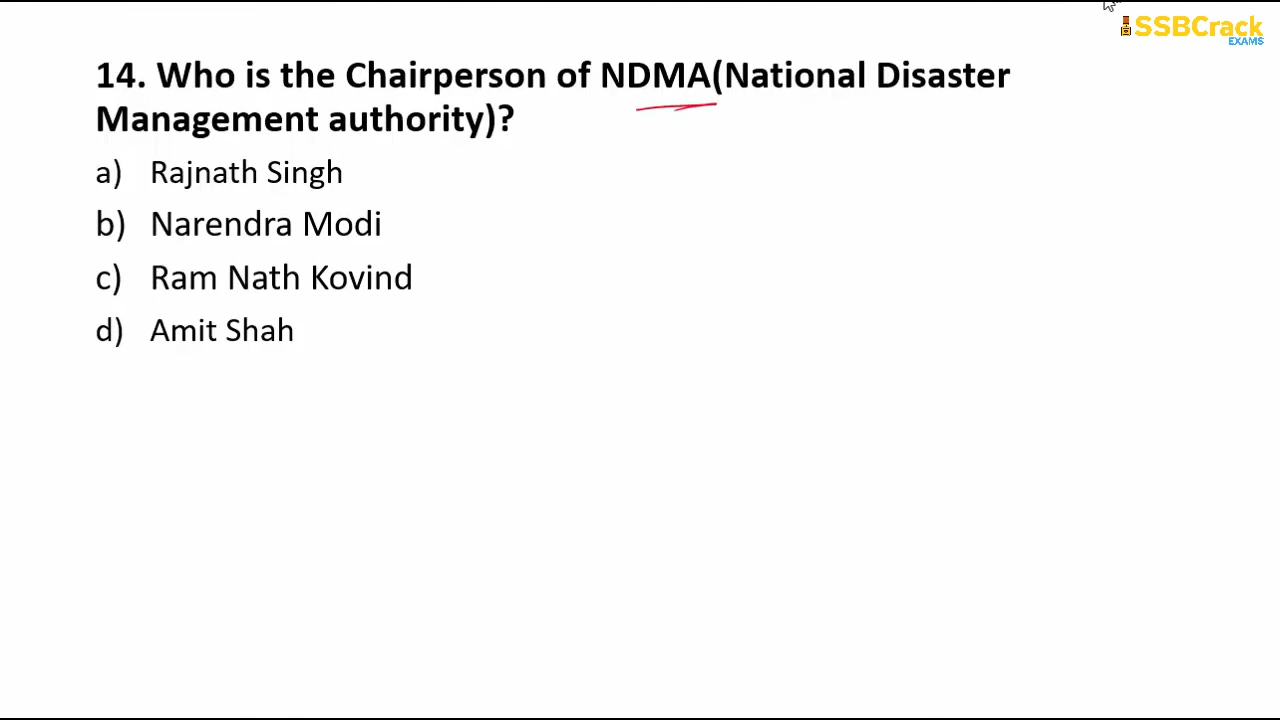 SSBCrack
EXAMS
14. Who is the Chairperson of NDMA(National Disaster
Management authority)?
a) Rajnath Singh
b) Narendra Modi
c) Ram Nath Kovind
d) Amit Shah